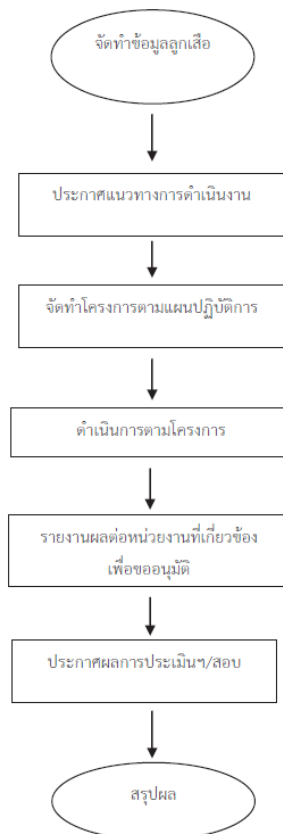 จัดทำข้อมูลลูกเสือ
ประกาศแนวทางการดำเนินงาน
จัดทำโครงการตามแผนปฏิบัติการ
ดำเนินการตามโครงการ
รายงานผลต่อหน่วยงานที่เกี่ยวข้อง
เพื่อขออนุมัติ
ประกาศผลการประเมินฯ/สอบ
สรุปผล